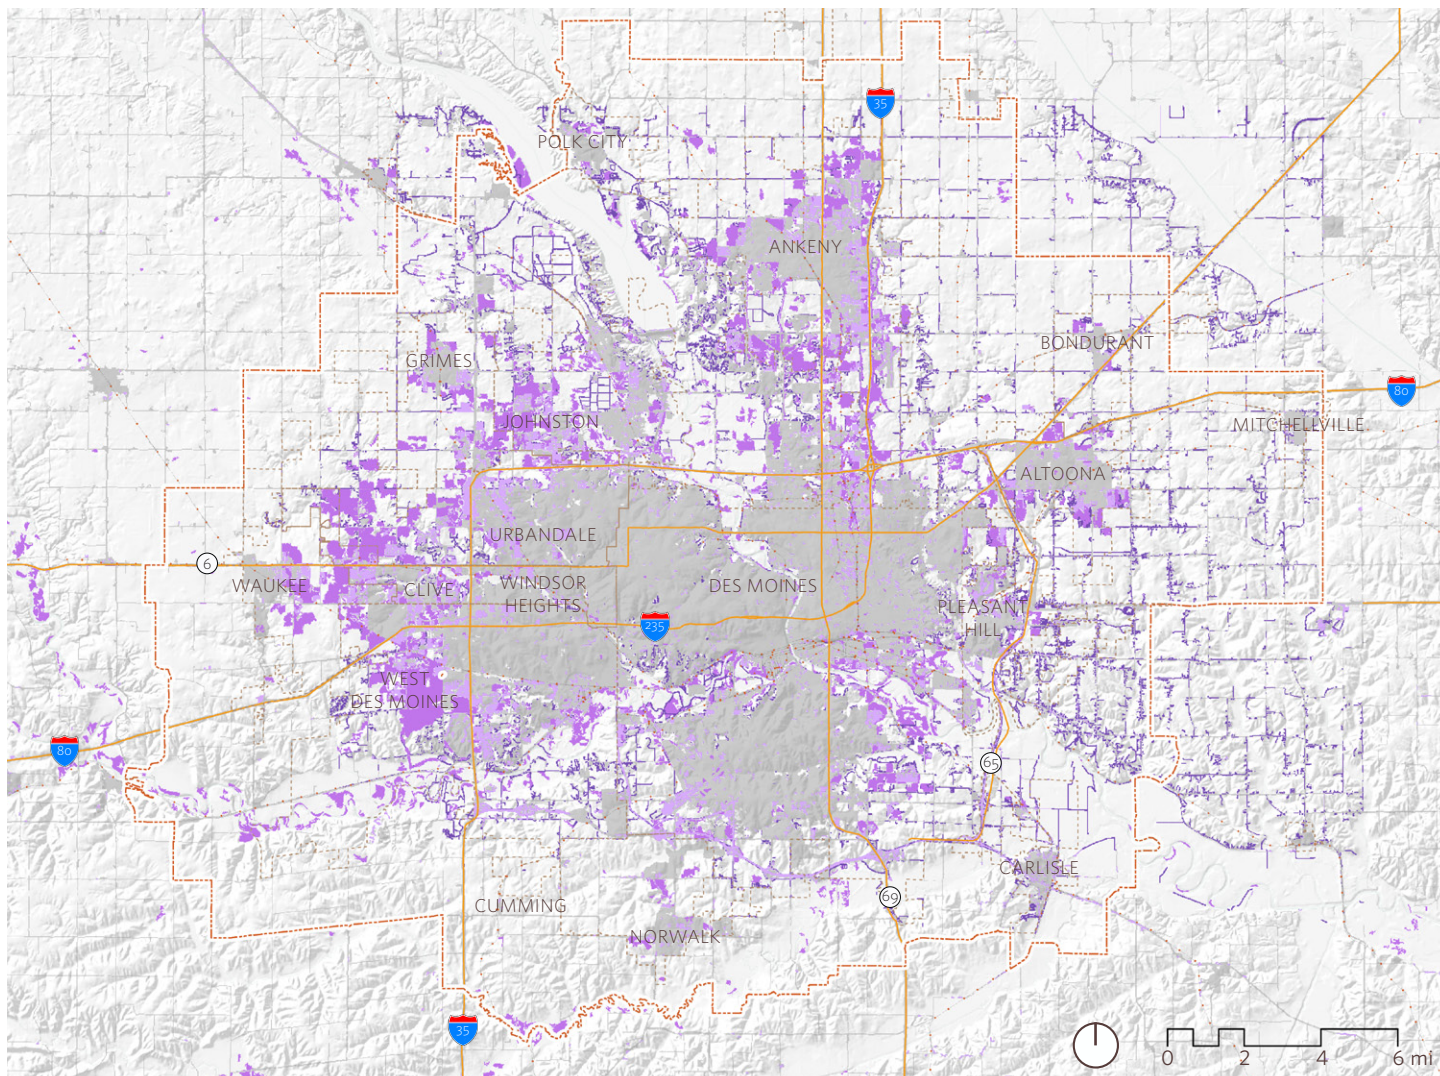 35
POLK CITY
ANKENY
BONDURANT
GRIMES
80
JOHNSTON
MITCHELLVILLE
ALTOONA
URBANDALE
6
WAUKEE
CLIVE
WINDSOR
HEIGHTS
DES MOINES
PLEASANT
HILL
235
WEST
DES MOINES
80
65
CARLISLE
69
CUMMING
NORWALK
35
0 2 4 6 mi